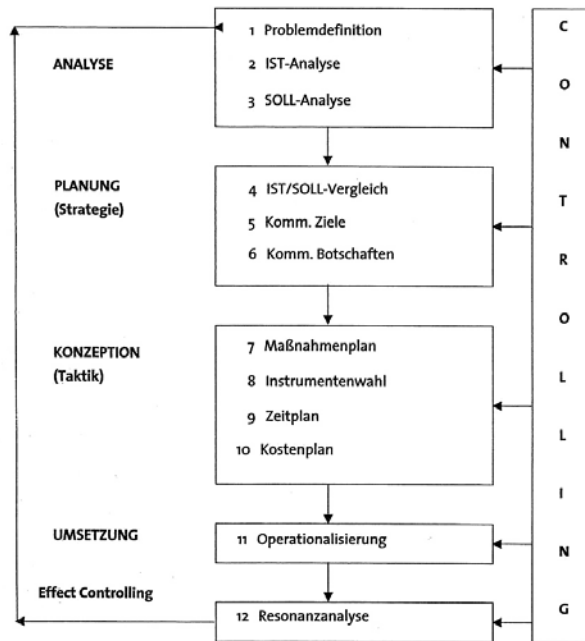 ANALYSE
1 Problemdefinition
2 IST-Analyse
3 SOLL-Analyse
PLANUNG
(Strategie)
4 IST/SOLL-Vergleich
5 Komm. Ziele
6 Komm. Botschaften
KONZEPTION
(Taktik)
7 Maßnahmenplan
8 Instrumentenwahl
9 Zeitplan
10 Kostenplan
UMSETZUNG
11 Operationalisierung
Effect Controlling
12 Resonanzanalyse
C
O
N
T
R
O
L
L
I
N
G